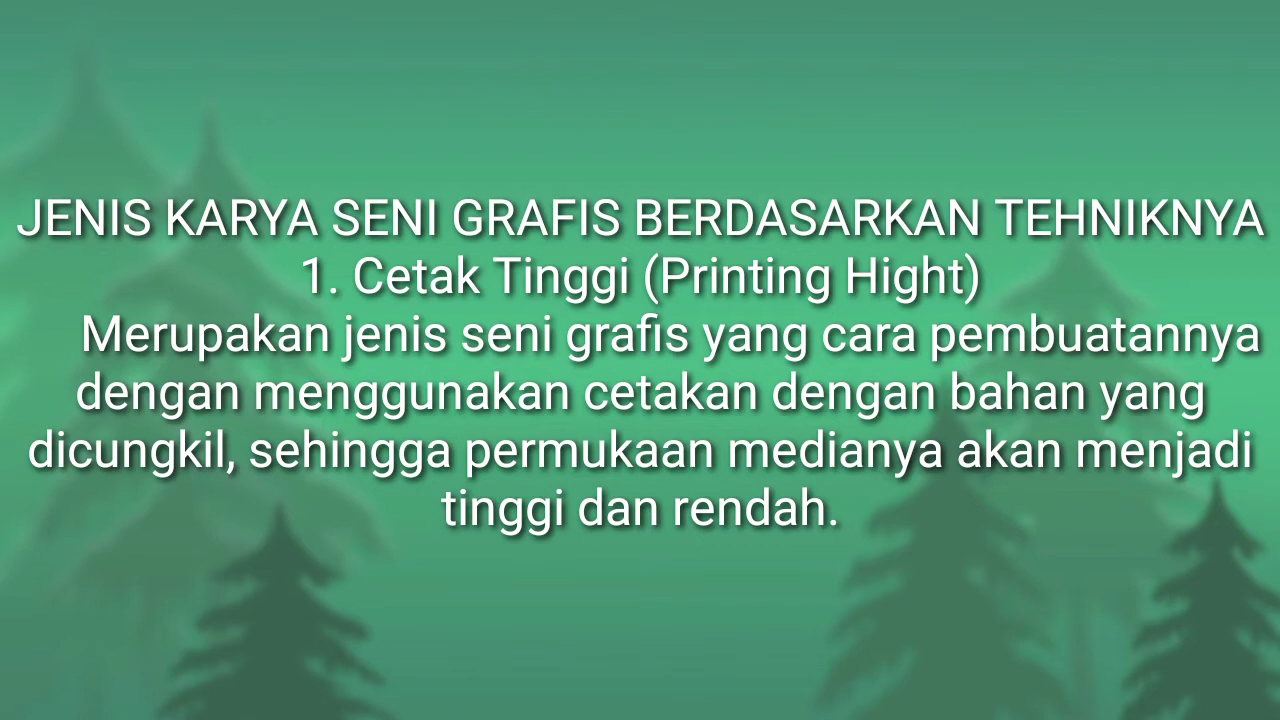 JENIS KARYA SENI GRAFIS BERDASARKAN TEHNIKNYA
1. Cetak Tinggi (Printing Hight)
Merupakan jenis seni grafis yang cara pembuatannya
dengan menggunakan cetakan dengan bahan yang
dicungkil, sehingga permukaan medianya akan menjadi
tinggi dan rendah.